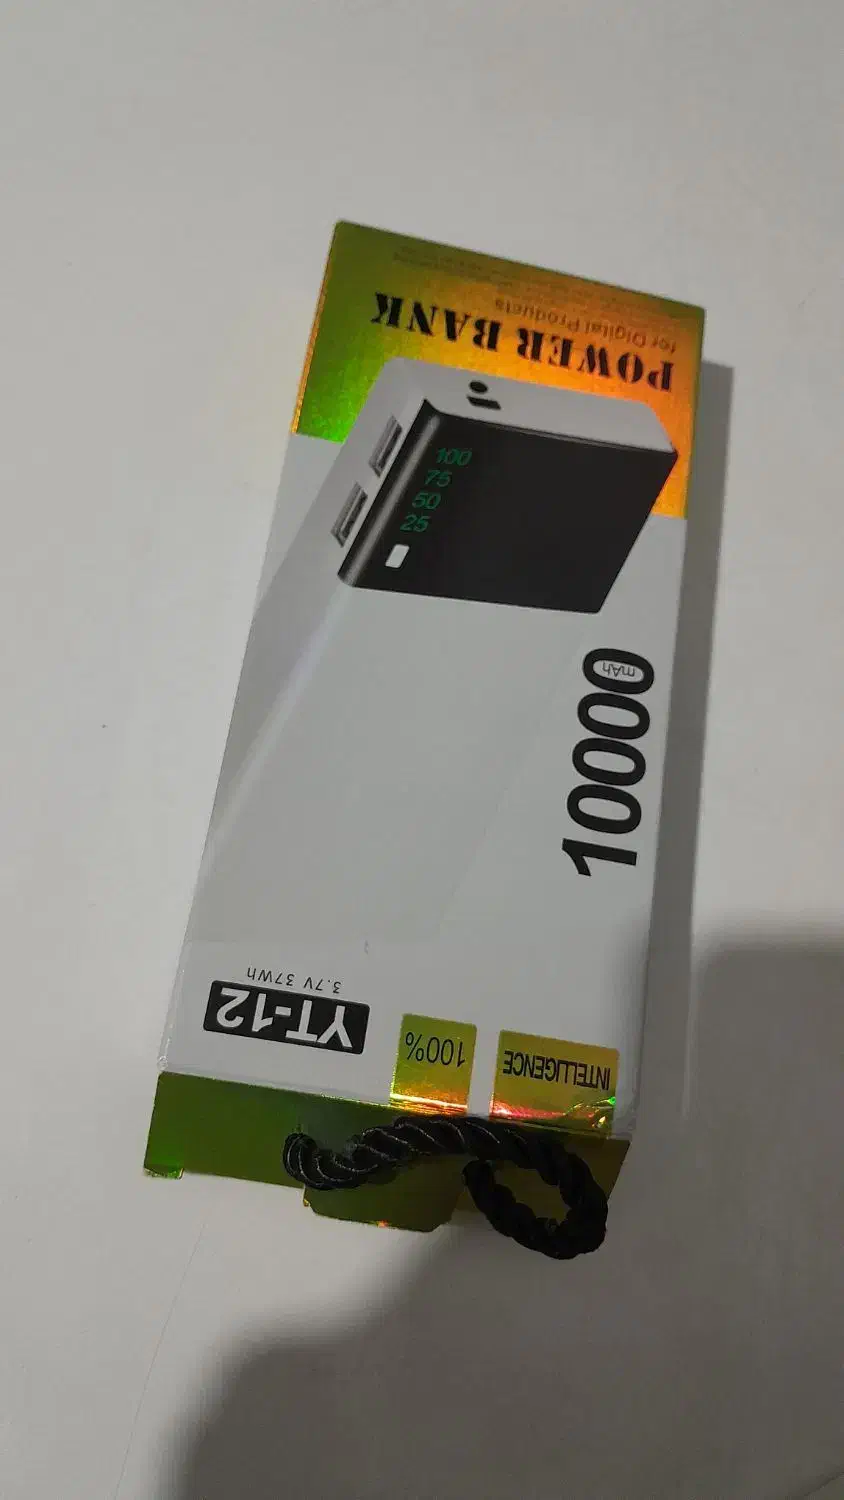 INTELLIGENCE
100%
YT-12
3.7V 37Wh
10000
mAh
25
50
75
100
POWER BANK
for Digital Products